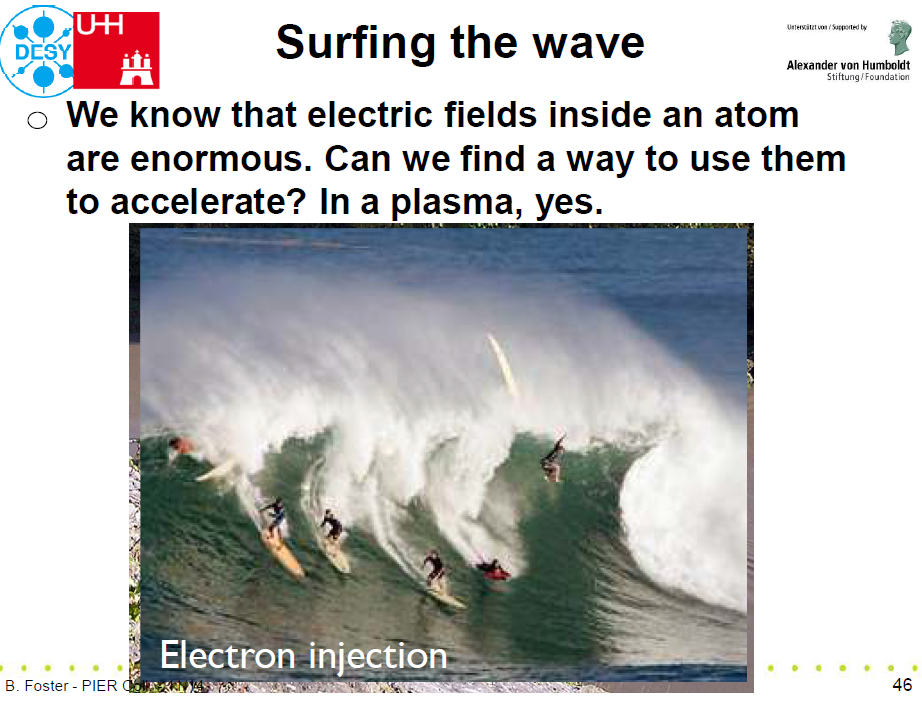 DESY
UHH
Surfing the wave
Unterstützt von / Supported by
Alexander von Humboldt
Stiftung / Foundation
We know that electric fields inside an atom
are enormous. Can we find a way to use them
to accelerate? In a plasma, yes.
Electron injection
B. Foster - PIER
46